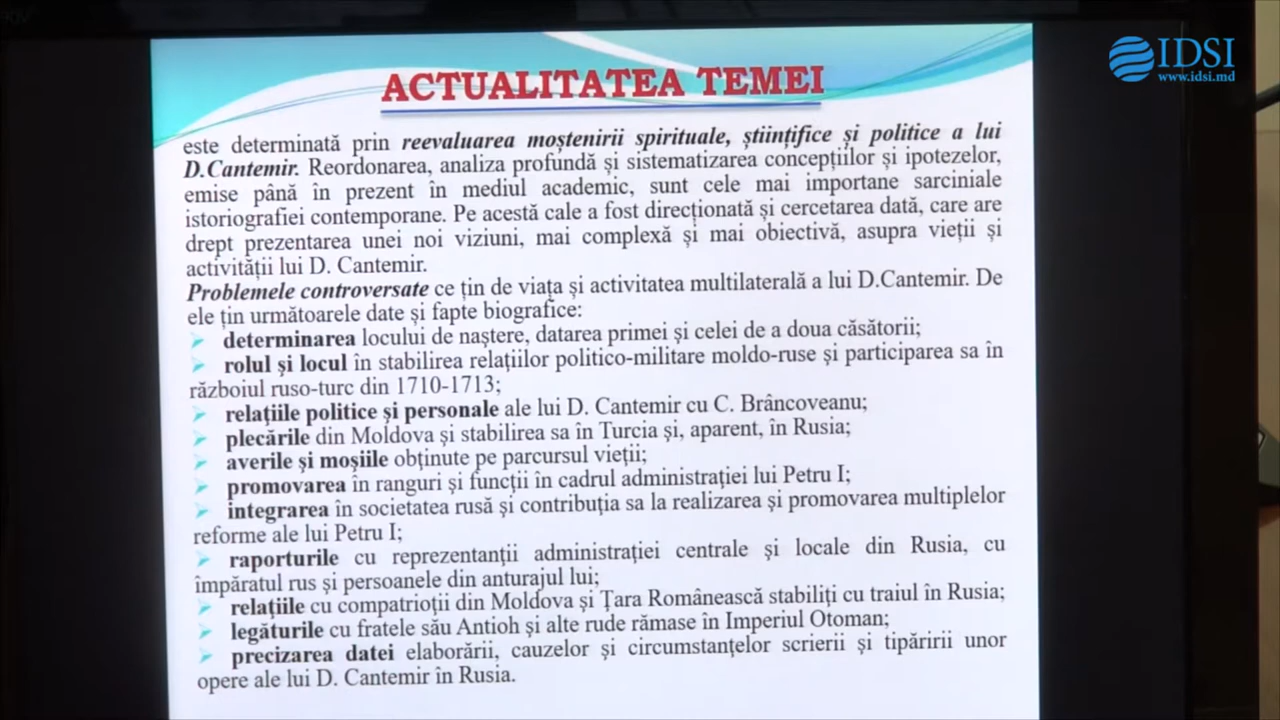 IDSI
www.idsi.md
ACTUALITATEA TEMEI
este determinată prin reevaluarea moștenirii spirituale, științifice și politice a lui
D.Cantemir. Reordonarea, analiza profundă și sistematizarea concepțiilor și ipotezelor,
emise până în prezent în mediul academic, sunt cele mai importane sarciniale
istoriografiei contemporane. Pe acestă cale a fost direcționată și cercetarea dată, care are
drept prezentarea unei noi viziuni, mai complexă și mai obiectivă, asupra vieții și
activității lui D. Cantemir.
Problemele controversate ce țin de viața și activitatea multilaterală a lui D.Cantemir. De
ele țin următoarele date și fapte biografice:
determinarea locului de naștere, datarea primei și celei de a doua căsătorii;
rolul și locul în stabilirea relațiilor politico-militare moldo-ruse și participarea sa în
războiul ruso-turc din 1710-1713;
relațiile politice și personale ale lui D. Cantemir cu C. Brâncoveanu;
plecările din Moldova și stabilirea sa în Turcia și, aparent, în Rusia;
averile și moșiile obținute pe parcursul vieții;
promovarea în ranguri și funcții în cadrul administrației lui Petru I;
integrarea în societatea rusă și contribuția sa la realizarea și promovarea multiplelor
reforme ale lui Petru I;
raporturile cu reprezentanții administrației centrale și locale din Rusia, cu
împăratul rus și persoanele din anturajul lui;
relațiile cu compatrioții din Moldova și Țara Românească stabiliți cu traiul în Rusia;
legăturile cu fratele său Antioh și alte rude rămase în Imperiul Otoman;
precizarea datei elaborării, cauzelor și circumstanțelor scrierii și tipăririi unor
opere ale lui D. Cantemir în Rusia.